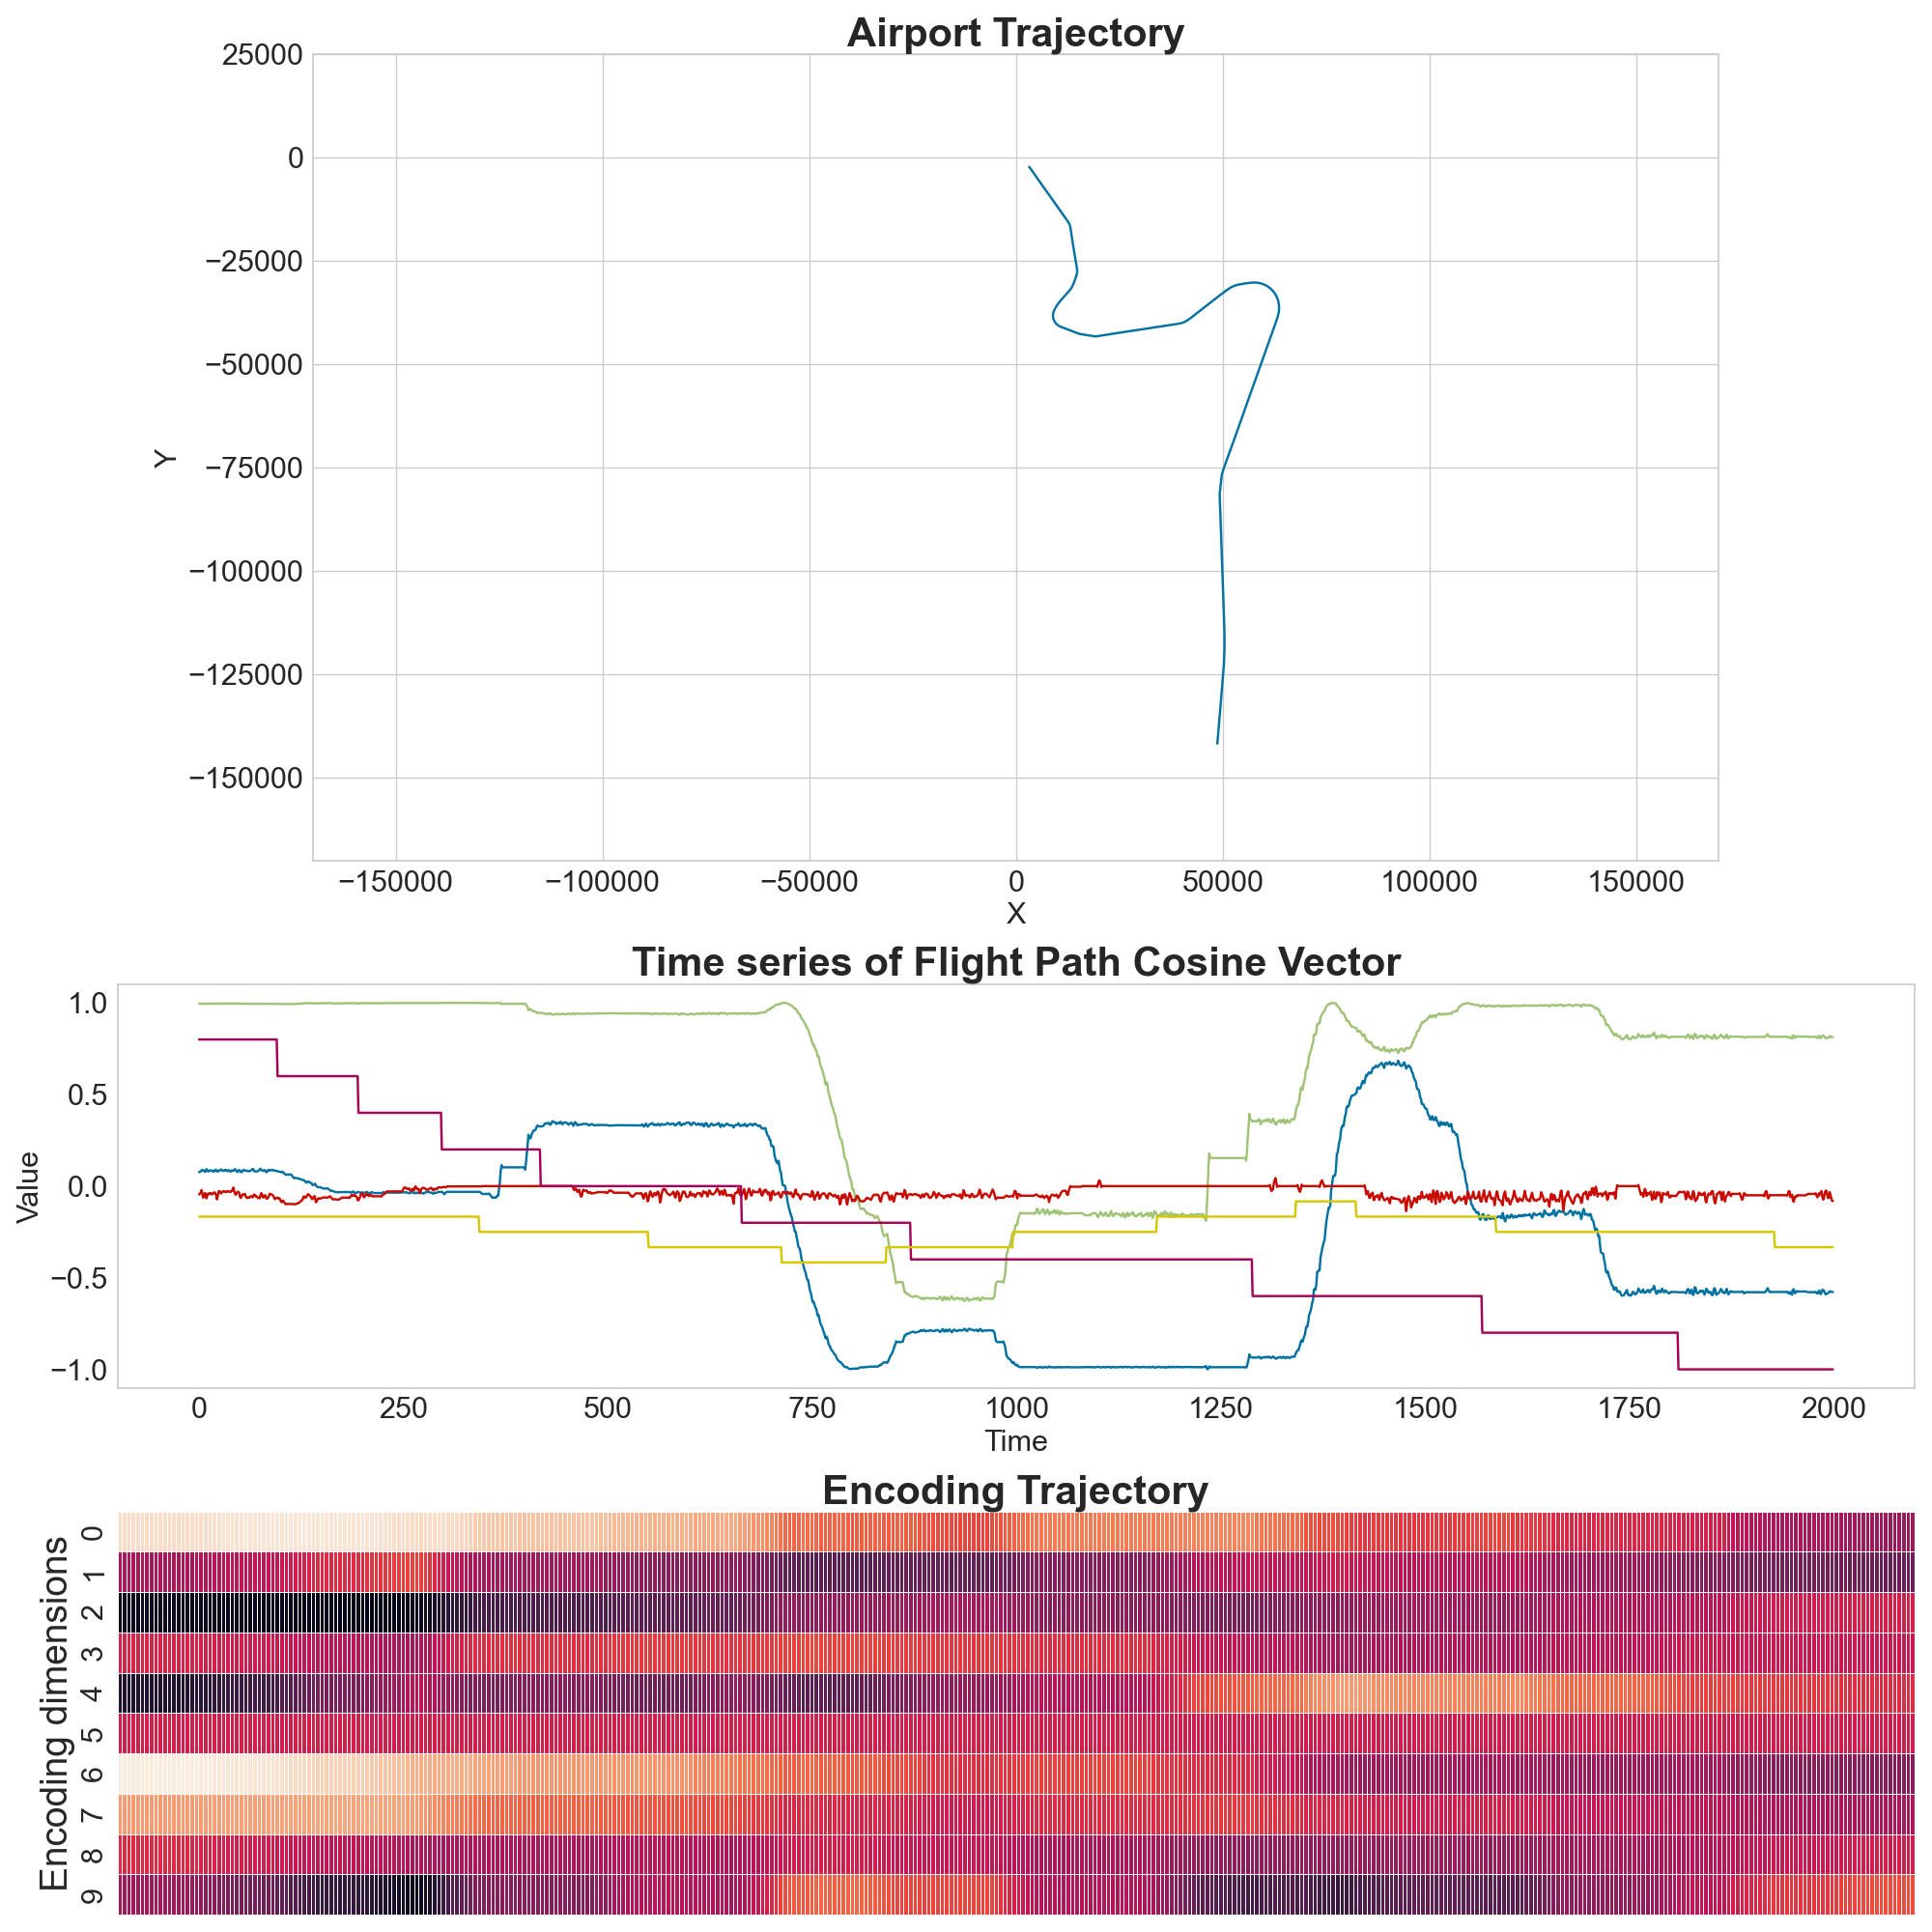 Airport Trajectory
25000
0
−25000
−50000
−75000
−100000
−125000
−150000
Y
−150000 −100000 −50000 0 50000 100000 150000
X
Time series of Flight Path Cosine Vector
1.0
0.5
0.0
−0.5
−1.0
Value
0 250 500 750 1000 1250 1500 1750 2000
Time
Encoding Trajectory
0
1
2
3
4
5
6
7
8
9
Encoding dimensions